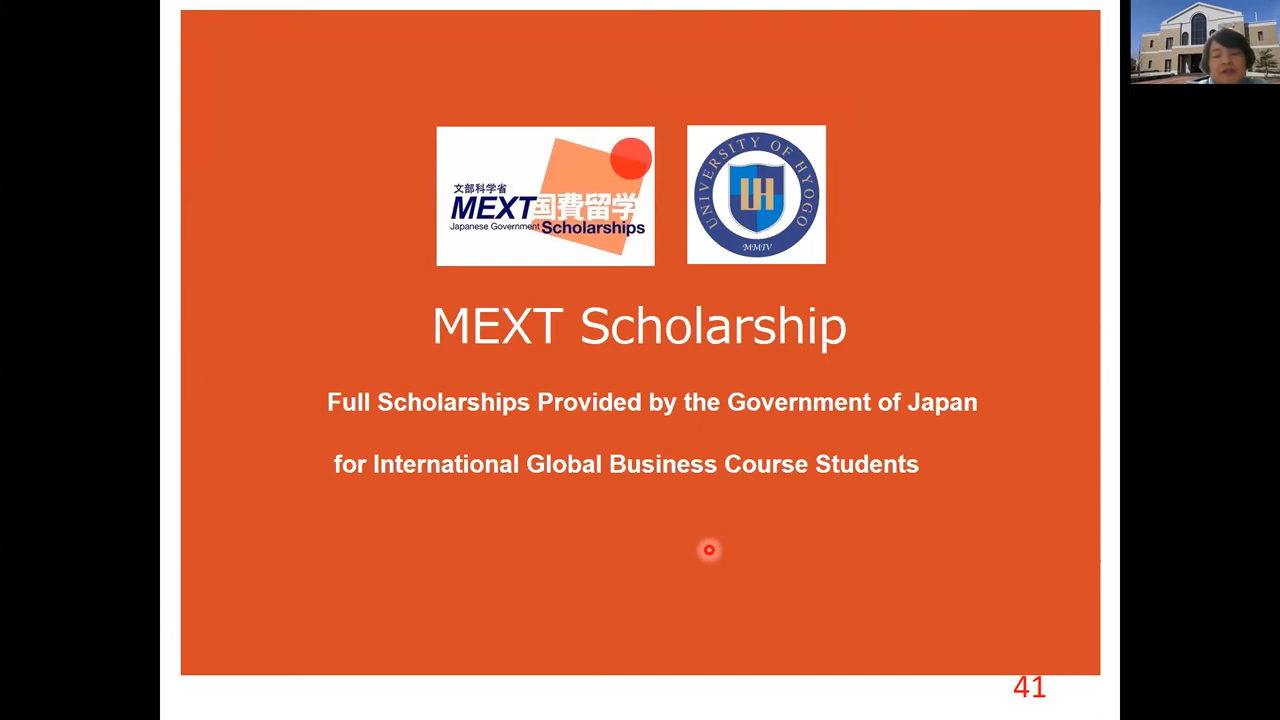 文部科学省
MEXT国費留学
Japanese Government Scholarships
UNIVERSITY OF HYOGO
UH
MMIV
MEXT Scholarship
Full Scholarships Provided by the Government of Japan
for International Global Business Course Students
41